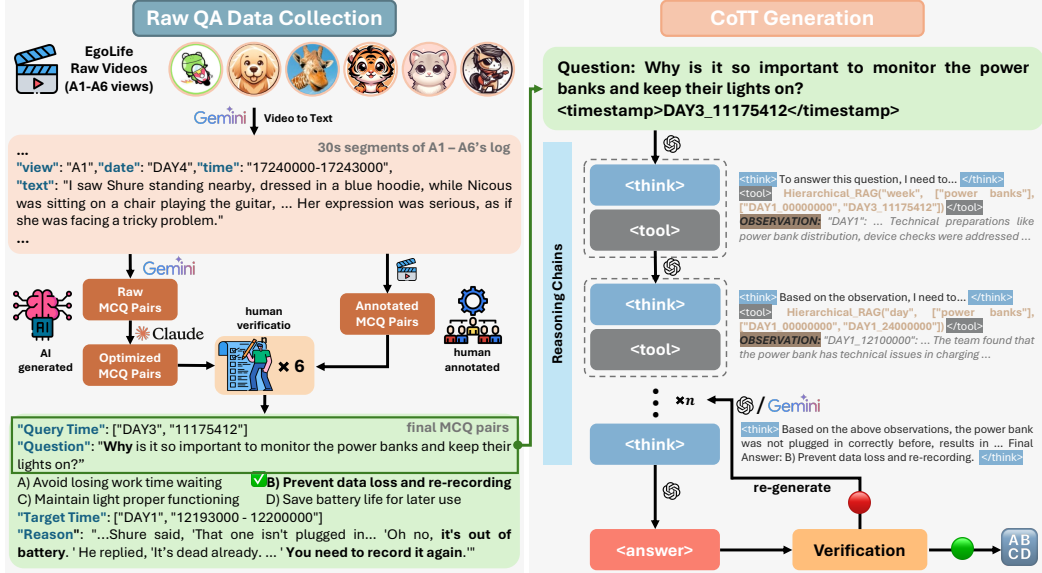 Raw QA Data Collection
EgoLife
Raw Videos
(A1-A6 views)
Gemini
Video to Text
...
30s segments of A1 – A6's log
"view": "A1","date": "DAY4","time": "17240000-17243000",
"text": "I saw Shure standing nearby, dressed in a blue hoodie, while Nicous
was sitting on a chair playing the guitar, ... Her expression was serious, as if
she was facing a tricky problem."
...
Gemini
AI
AI
generated
Raw
MCQ Pairs
Claude
Optimized
MCQ Pairs
human
verificatio
× 6
Annotated
MCQ Pairs
human
annotated
"Query Time": ["DAY3", "11175412"]
final MCQ pairs
"Question": "Why is it so important to monitor the power banks and keep their
lights on?"
A) Avoid losing work time waiting
B) Prevent data loss and re-recording
C) Maintain light proper functioning
D) Save battery life for later use
"Target Time": ["DAY1", "12193000 - 12200000"]
"Reason": "...Shure said, 'That one isn't plugged in... 'Oh no, it's out of
battery. ' He replied, 'It's dead already. ... ' You need to record it again.'"
CoTT Generation
Question: Why is it so important to monitor the power
banks and keep their lights on?
<timestamp>DAY3_11175412</timestamp>
Reasoning Chains
<think>
<tool>
<think> To answer this question, I need to... </think>
<tool> Hierarchical_RAG("week", ["power banks"],
["DAY1_00000000", "DAY3_11175412"]) </tool>
OBSERVATION: "DAY1": ... Technical preparations like
power bank distribution, device checks were addressed ...
<think>
<tool>
<think> Based on the observation, I need to... </think>
<tool> Hierarchical_RAG("day", ["power banks"],
["DAY1_00000000", "DAY1_24000000"]) </tool>
OBSERVATION: "DAY1_12100000": ... The team found that
the power bank has technical issues in charging ...
×n
/ Gemini
<think>
<think> Based on the above observations, the power bank
was not plugged in correctly before, results in ... Final
Answer: B) Prevent data loss and re-recording. </think>
re-generate
<answer>
Verification
AB
CD